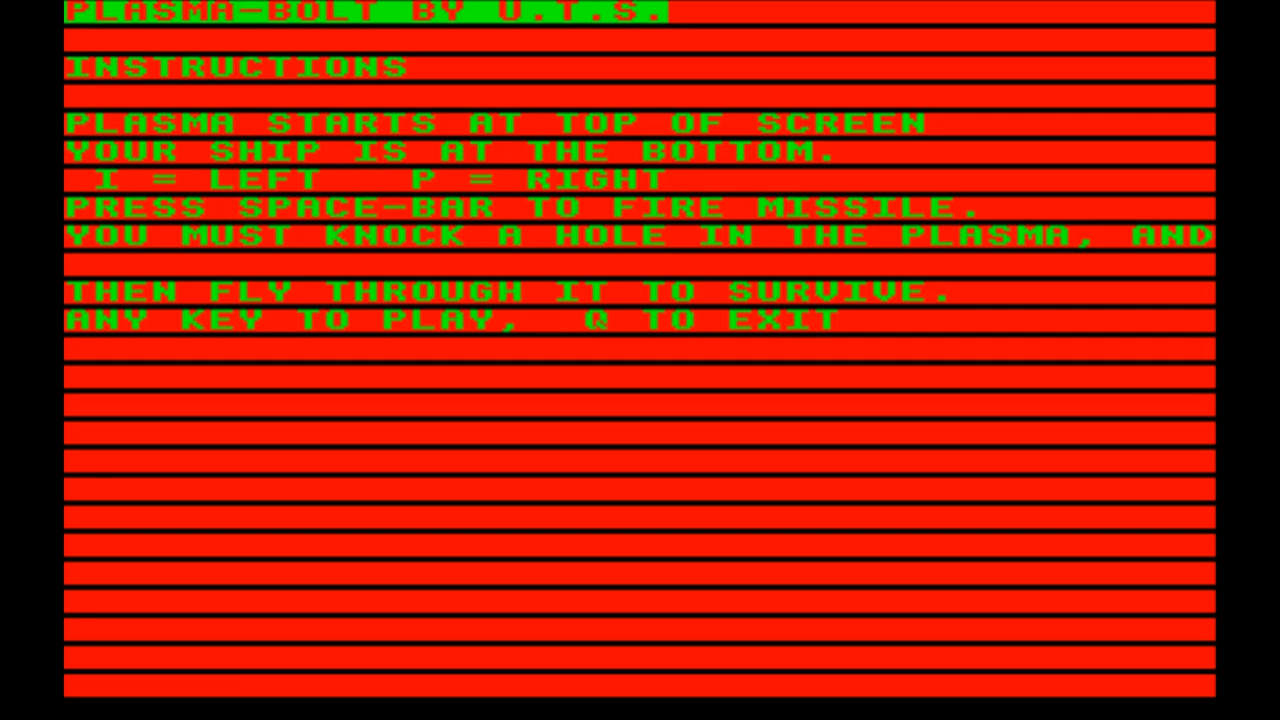 PLASMA-BOLT BY U.T.S.
INSTRUCTIONS
PLASMA STARTS AT TOP OF SCREEN
YOUR SHIP IS AT THE BOTTOM.
I = LEFT   P = RIGHT
PRESS SPACE-BAR TO FIRE MISSILE.
YOU MUST KNOCK A HOLE IN THE PLASMA, AND
THEN FLY THROUGH IT TO SURVIVE.
ANY KEY TO PLAY,  Q TO EXIT